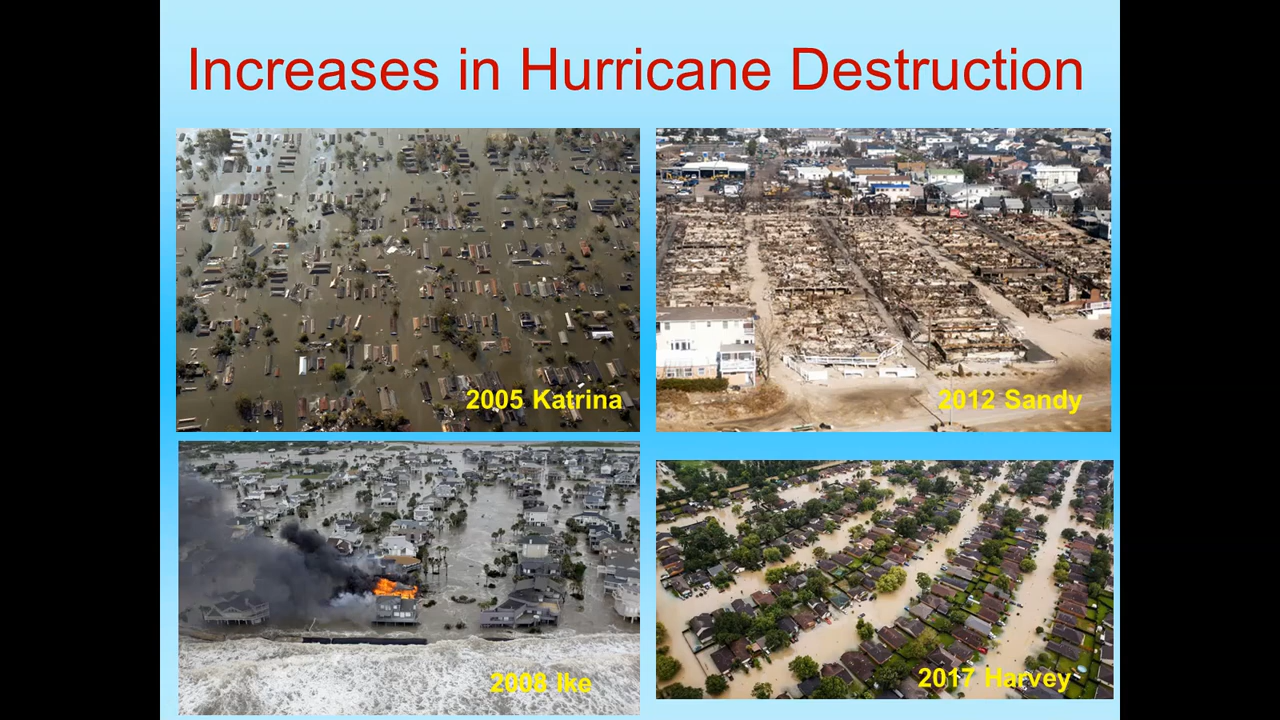 Increases in Hurricane Destruction
2005 Katrina
2012 Sandy
2008 Ike
2017 Harvey